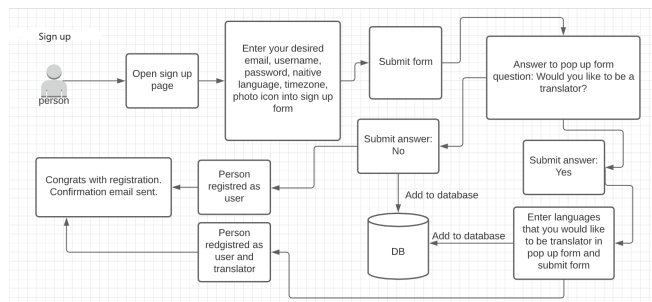 Sign up
person
Open sign up
page
Enter your desired
email, username,
password, naitive
language, timezone,
photo icon into sign up
form
Submit form
Answer to pop up form
question: Would you like to be a
translator?
Submit answer:
No
Submit answer:
Yes
Congrats with registration.
Confirmation email sent.
Person
registred as
user
Add to database
Person
redgistred as
user and
translator
DB
Add to database
Enter languages
that you would like
to be translator in
pop up form and
submit form